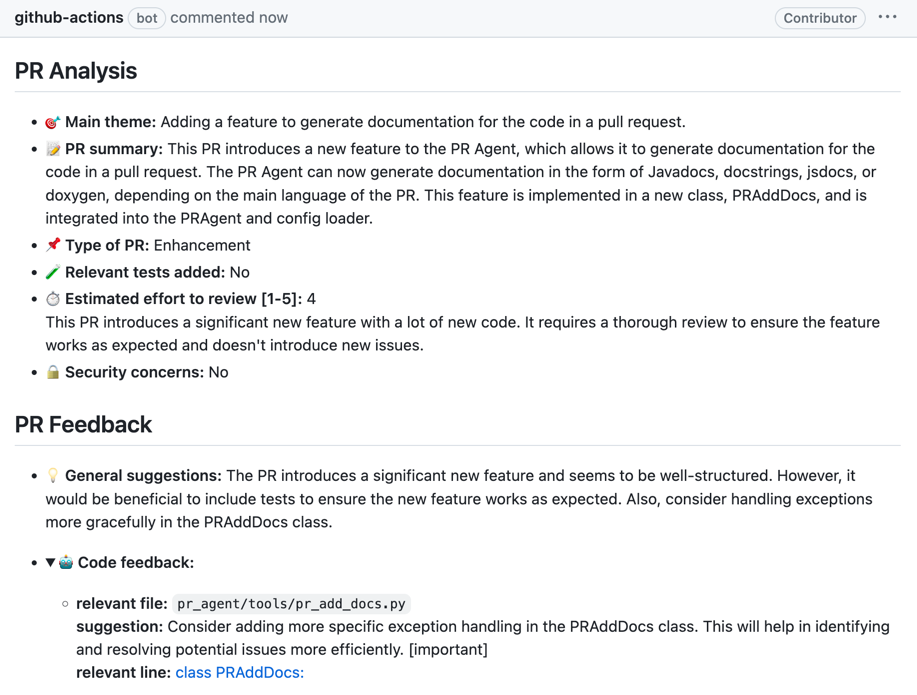 github-actions bot commented now Contributor ...
PR Analysis
• 🎯 Main theme: Adding a feature to generate documentation for the code in a pull request.
• 📝 PR summary: This PR introduces a new feature to the PR Agent, which allows it to generate documentation for the
code in a pull request. The PR Agent can now generate documentation in the form of Javadocs, docstrings, jsdocs, or
doxygen, depending on the main language of the PR. This feature is implemented in a new class, PRAddDocs, and is
integrated into the PRAgent and config loader.
• 📌 Type of PR: Enhancement
• 🧪 Relevant tests added: No
• ⏱️ Estimated effort to review [1-5]: 4
This PR introduces a significant new feature with a lot of new code. It requires a thorough review to ensure the feature
works as expected and doesn't introduce new issues.
• 🔒 Security concerns: No
PR Feedback
• 💡 General suggestions: The PR introduces a significant new feature and seems to be well-structured. However, it
would be beneficial to include tests to ensure the new feature works as expected. Also, consider handling exceptions
more gracefully in the PRAddDocs class.
• ▼ 🤖 Code feedback:
○ relevant file: pr_agent/tools/pr_add_docs.py
suggestion: Consider adding more specific exception handling in the PRAddDocs class. This will help in identifying
and resolving potential issues more efficiently. [important]
relevant line: class PRAddDocs: